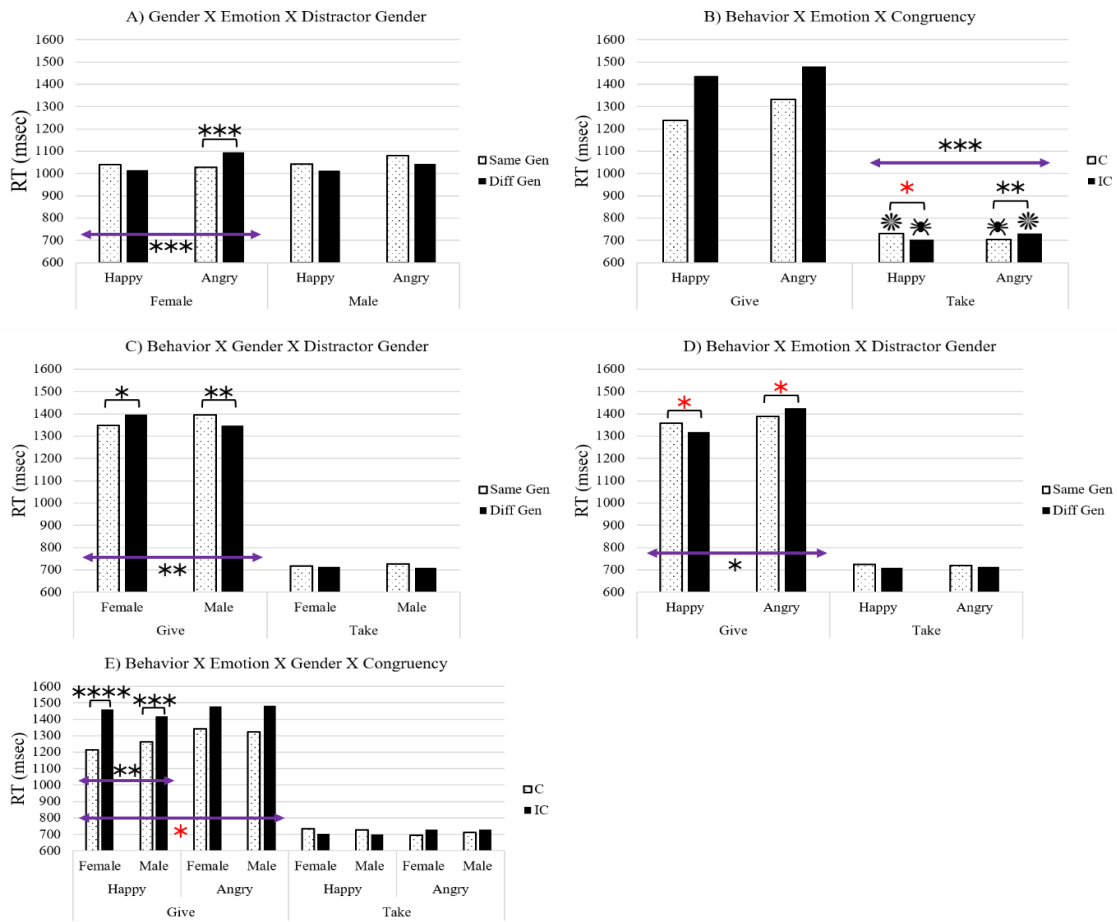 A) Gender X Emotion X Distractor Gender
RT (msec)
1600
1500
1400
1300
1200
1100
1000
900
800
700
600
***
***
Happy Angry Happy Angry
Female Male
Same Gen
Diff Gen
B) Behavior X Emotion X Congruency
RT (msec)
1600
1500
1400
1300
1200
1100
1000
900
800
700
600
***
* **
Happy Angry Happy Angry
Give Take
C
IC
C) Behavior X Gender X Distractor Gender
RT (msec)
1600
1500
1400
1300
1200
1100
1000
900
800
700
600
* **
**
Female Male Female Male
Give Take
Same Gen
Diff Gen
D) Behavior X Emotion X Distractor Gender
RT (msec)
1600
1500
1400
1300
1200
1100
1000
900
800
700
600
* *
*
Happy Angry Happy Angry
Give Take
Same Gen
Diff Gen
E) Behavior X Emotion X Gender X Congruency
RT (msec)
1600
1500
1400
1300
1200
1100
1000
900
800
700
600
**** ***
**
*
Female Male Female Male Female Male Female Male
Happy Angry Happy Angry
Give Take
C
IC